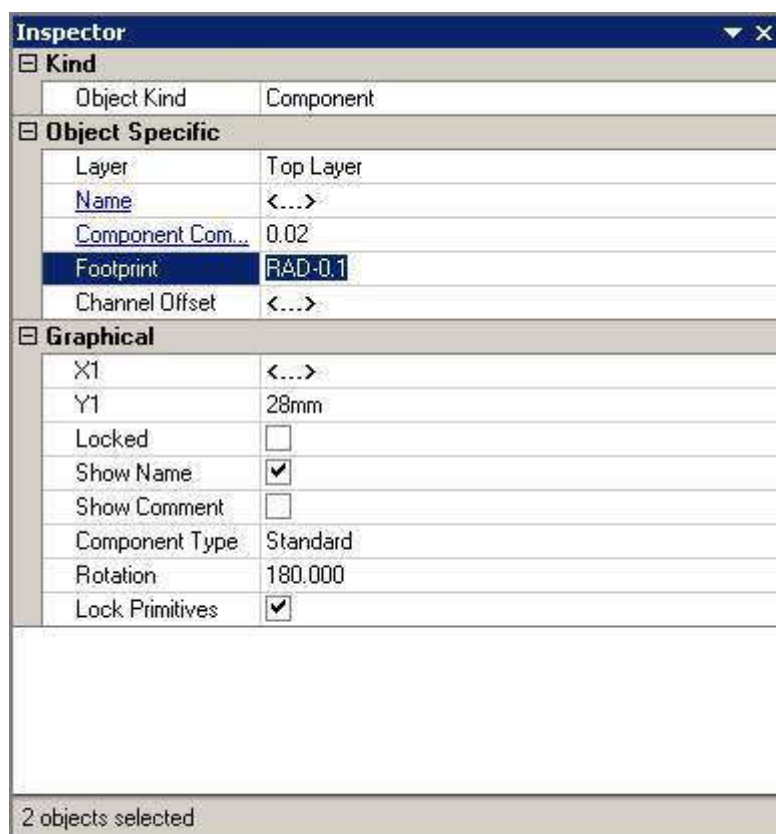 Inspector
Kind
Object Kind Component
Object Specific
Layer Top Layer
Name <...>
Component Com... 0.02
Footprint RAD-0.1
Channel Offset <...>
Graphical
X1 <...>
Y1 28mm
Locked
Show Name
Show Comment
Component Type Standard
Rotation 180.000
Lock Primitives
2 objects selected